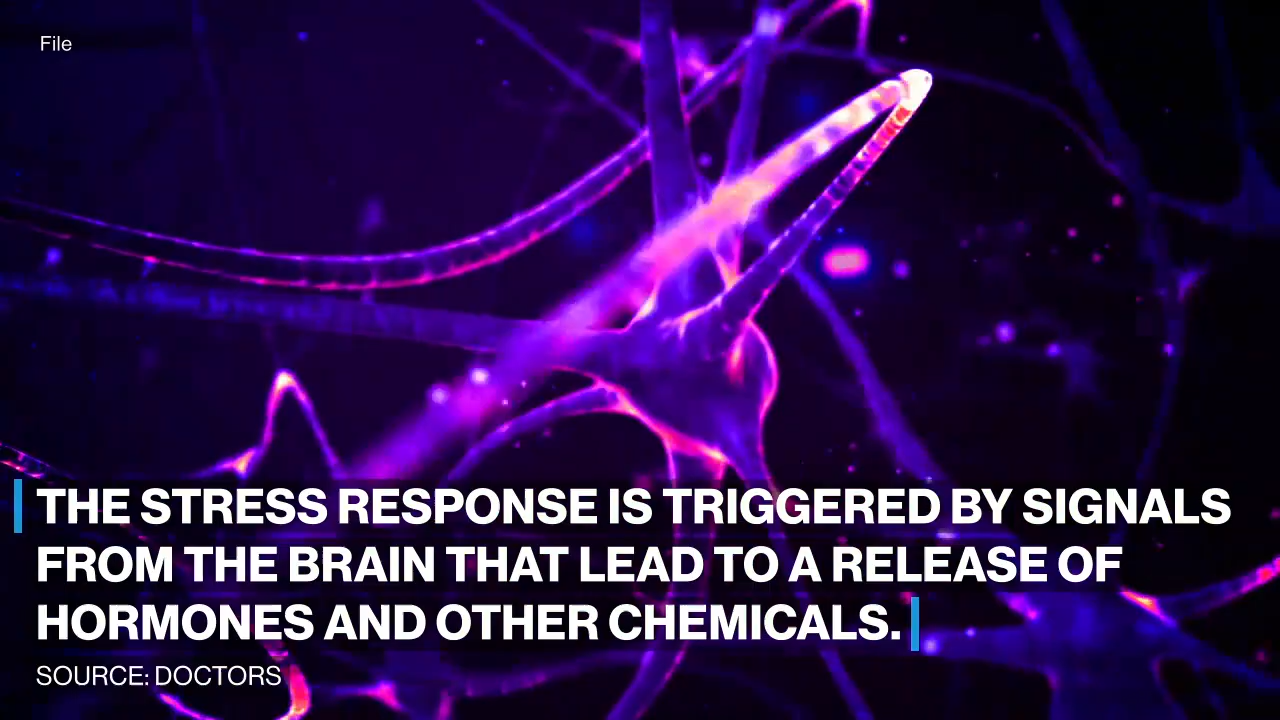 File
THE STRESS RESPONSE IS TRIGGERED BY SIGNALS
FROM THE BRAIN THAT LEAD TO A RELEASE OF
HORMONES AND OTHER CHEMICALS.
SOURCE: DOCTORS